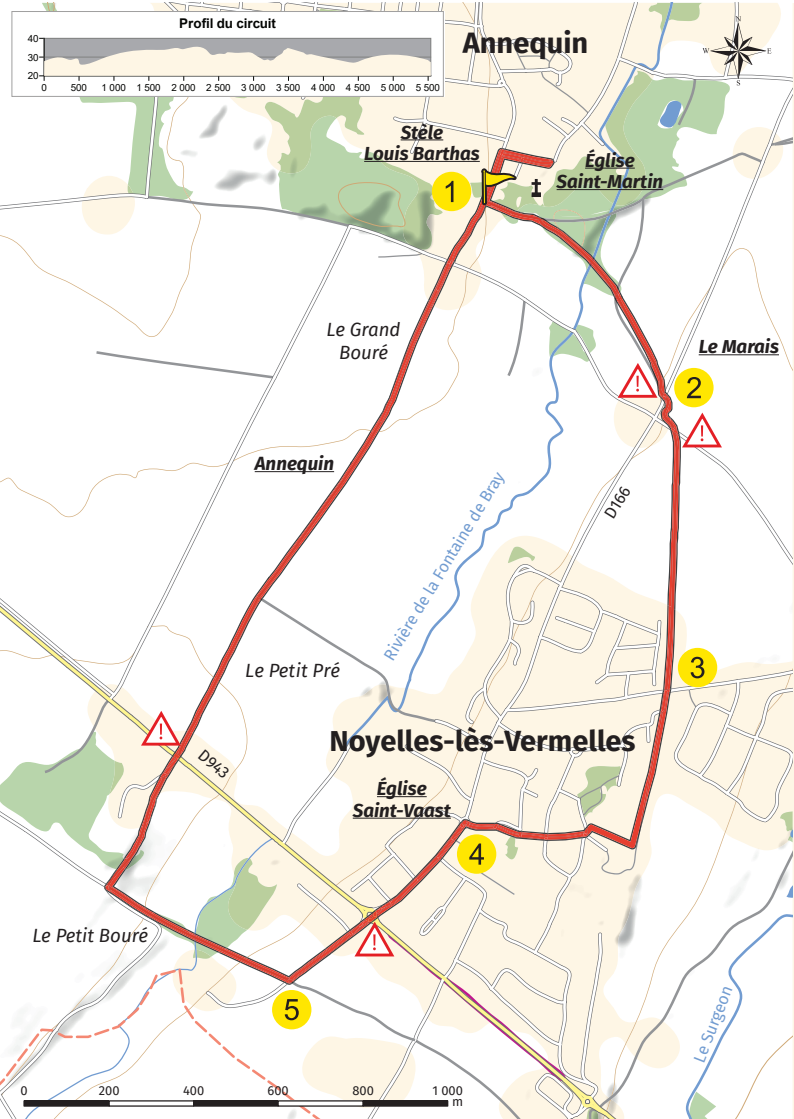 Profil du circuit
40
30
20
0 500 1 000 1 500 2 000 2 500 3 000 3 500 4 000 4 500 5 000 5 500
Annequin
N
W E
S
Stèle
Louis Barthas
Église
Saint-Martin
1
Le Grand
Bouré
Le Marais
!
2
!
Annequin
D166
Rivière de la Fontaine de Bray
3
Le Petit Pré
!
D943
Noyelles-lès-Vermelles
Église
Saint-Vaast
4
Le Petit Bouré
!
5
Le Surgeon
0 200 400 600 800 1 000
m